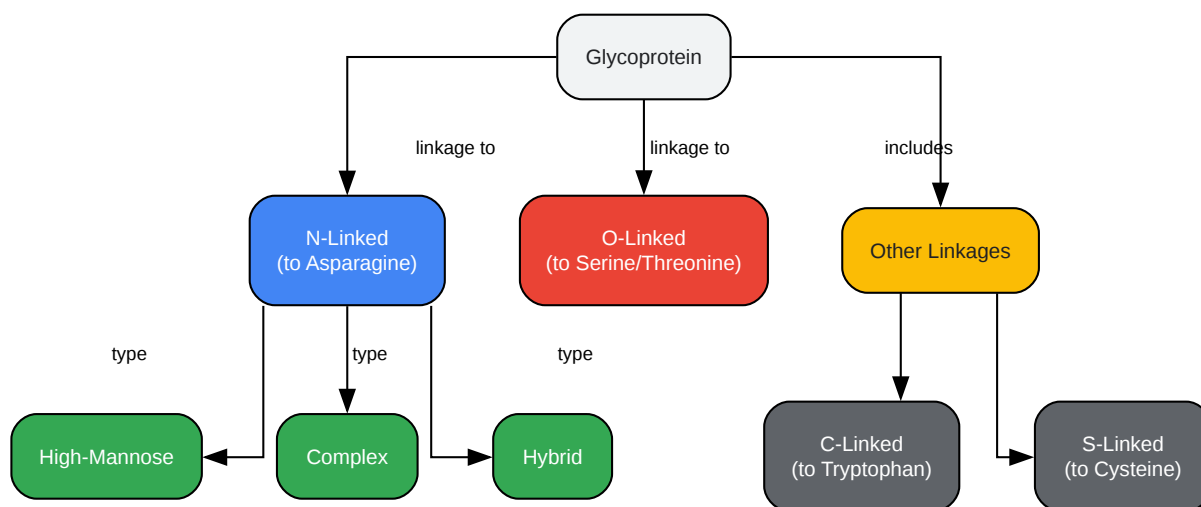 Glycoprotein
linkage to
linkage to
includes
N-Linked
(to Asparagine)
O-Linked
(to Serine/Threonine)
Other Linkages
type
type
type
High-Mannose
Complex
Hybrid
C-Linked
(to Tryptophan)
S-Linked
(to Cysteine)